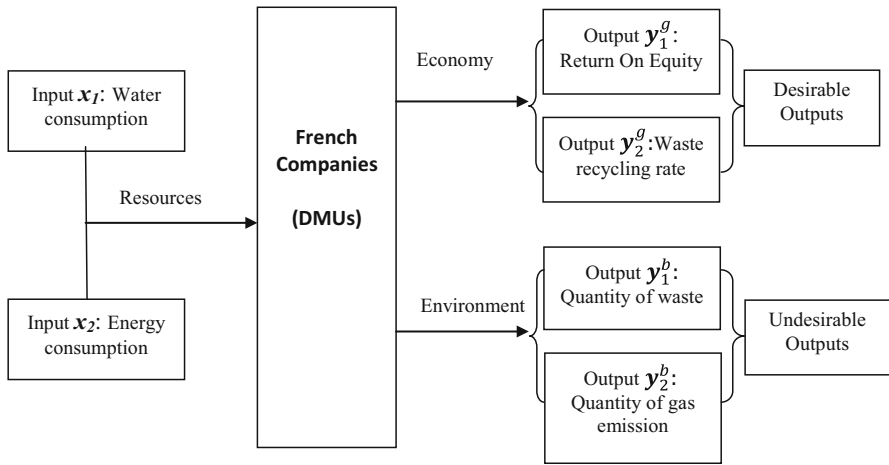 Input x₁: Water
consumption
Resources
Input x₂: Energy
consumption
French
Companies
(DMUs)
Economy
Environment
Output y₁ᵍ:
Return On Equity
Output y₂ᵍ:Waste
recycling rate
Desirable
Outputs
Output y₁ᵇ:
Quantity of waste
Output y₂ᵇ:
Quantity of gas
emission
Undesirable
Outputs